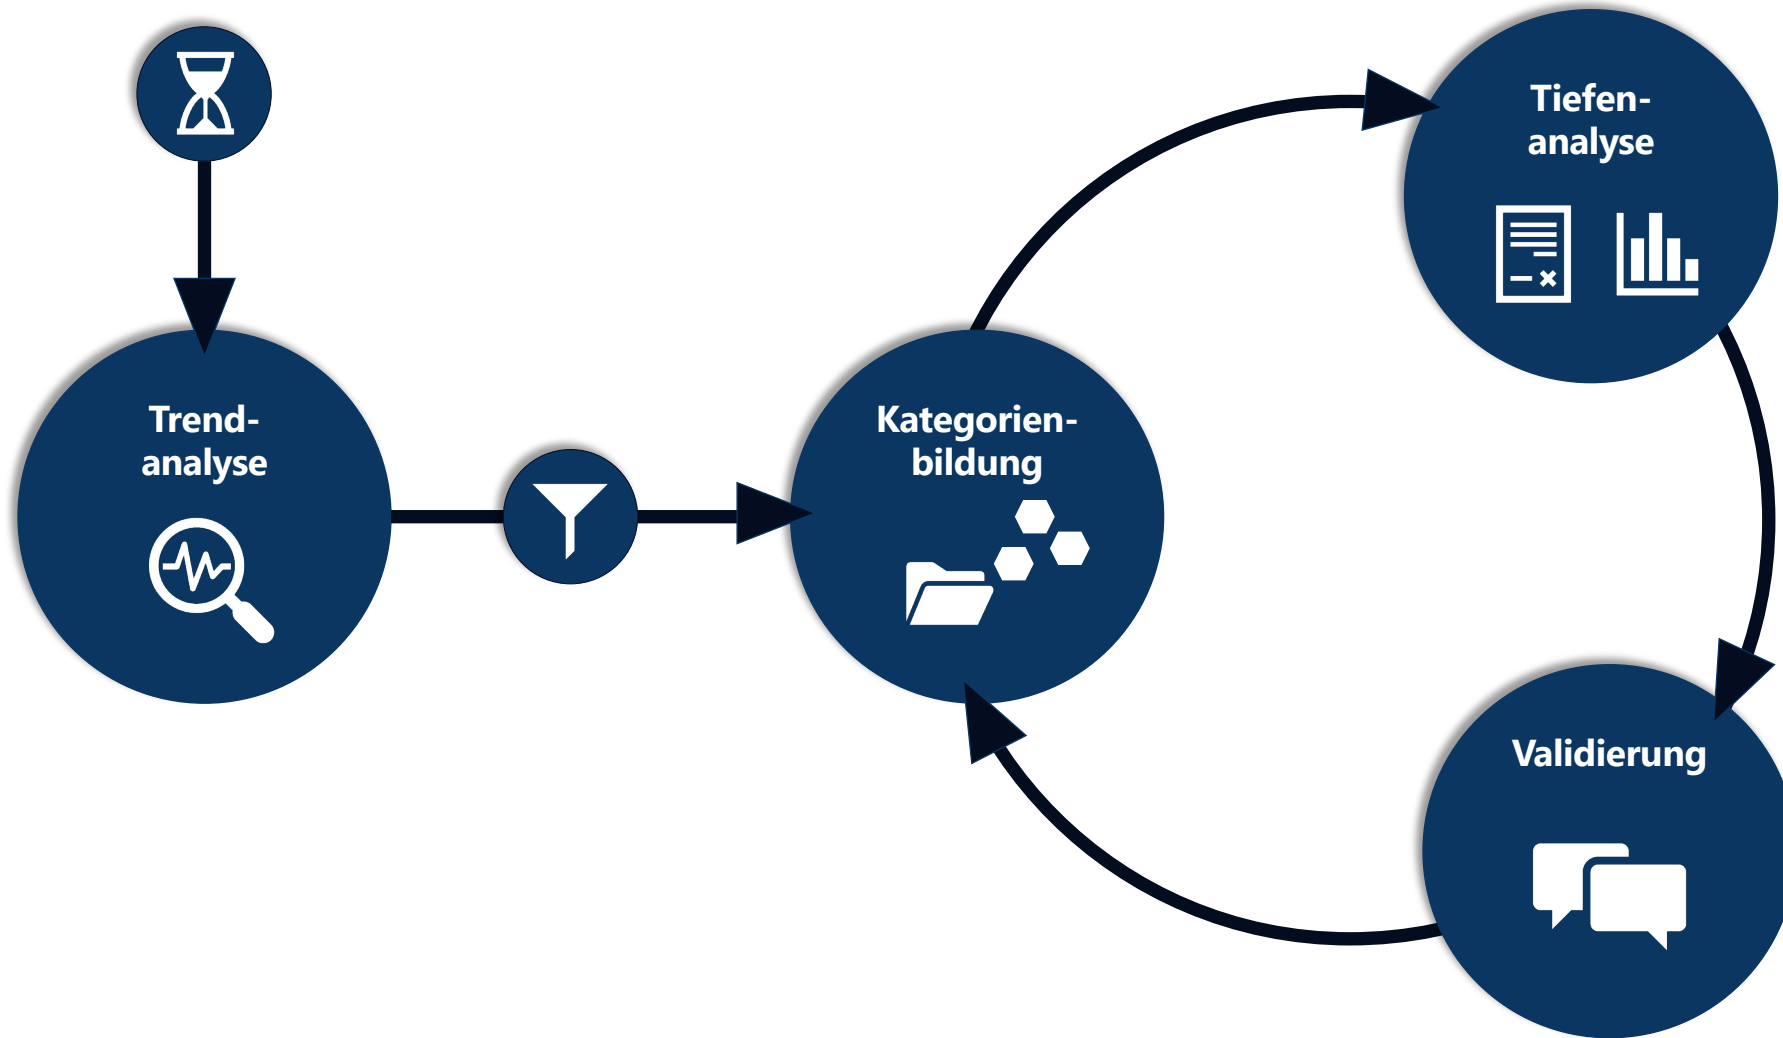 Trend-
analyse
Kategorien-
bildung
Tiefen-
analyse
Validierung